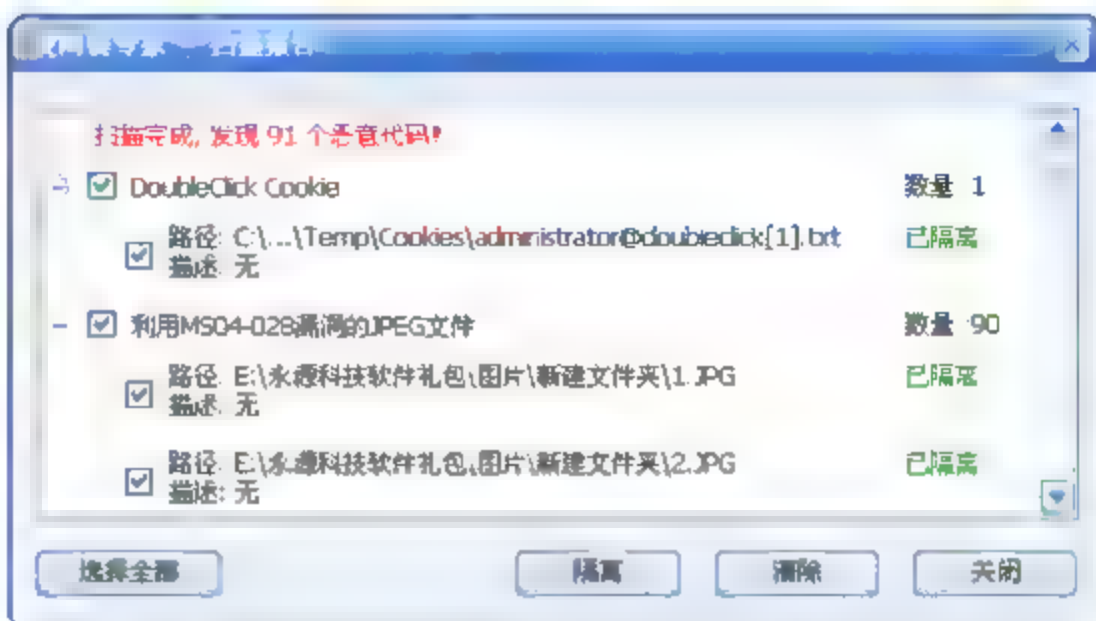 扫描完成, 发现 91 个恶意代码!
DoubleClick Cookie 数量 1
路径: C:\...\Temp\Cookies\administrator@doubleclick[1].txt 已隔离
描述: 无
利用MS04-028漏洞的JPEG文件 数量 90
路径: E:\永源科技软件礼包\图片\新建文件夹\1.JPG 已隔离
描述: 无
路径: E:\永源科技软件礼包\图片\新建文件夹\2.JPG 已隔离
描述: 无
选择全部 隔离 清除 关闭